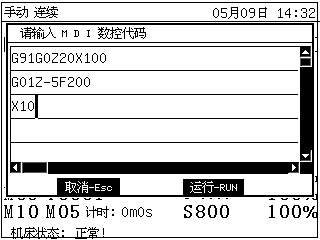 手动 连续 05月09日 14:32
请输入 M D I 数控代码
G91G0Z20X100
G01Z-5F200
X10
取消-Esc 运行-RUN
M10 M05 计时: 0m0s S800 100%
机床状态: 正常!